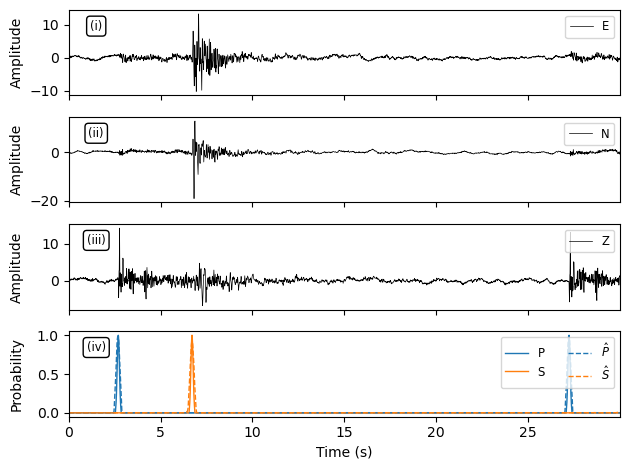 Amplitude
(i)
E
10
0
−10
Amplitude
(ii)
N
0
−20
Amplitude
(iii)
Z
10
0
Probability
(iv)
P
S
P̂
Ŝ
1.0
0.5
0.0
0 5 10 15 20 25
Time (s)